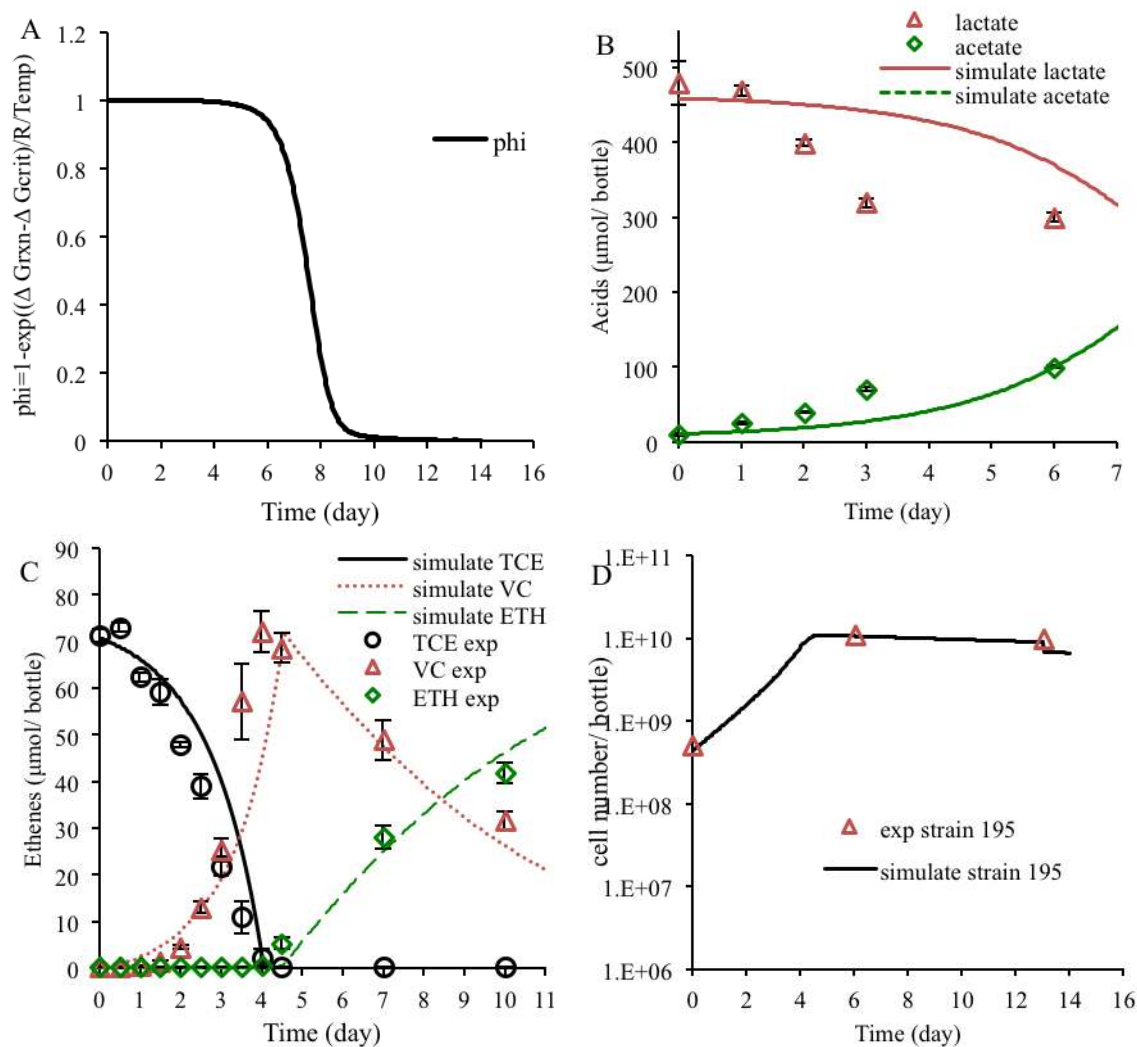 A
phi=1-exp((Δ Grxn-Δ Gcrit)/R/Temp)
1.2
1
0.8
0.6
0.4
0.2
0
phi
0 2 4 6 8 10 12 14 16
Time (day)
B
lactate
acetate
simulate lactate
simulate acetate
Acids (μmol/ bottle)
500
400
300
200
100
0
0 1 2 3 4 5 6 7
Time (day)
C
simulate TCE
simulate VC
simulate ETH
TCE exp
VC exp
ETH exp
Ethenes (μmol/ bottle)
90
80
70
60
50
40
30
20
10
0
0 1 2 3 4 5 6 7 8 9 10 11
Time (day)
D
cell number/ bottle)
1.E+11
1.E+10
1.E+09
1.E+08
1.E+07
1.E+06
exp strain 195
simulate strain 195
0 2 4 6 8 10 12 14 16
Time (day)